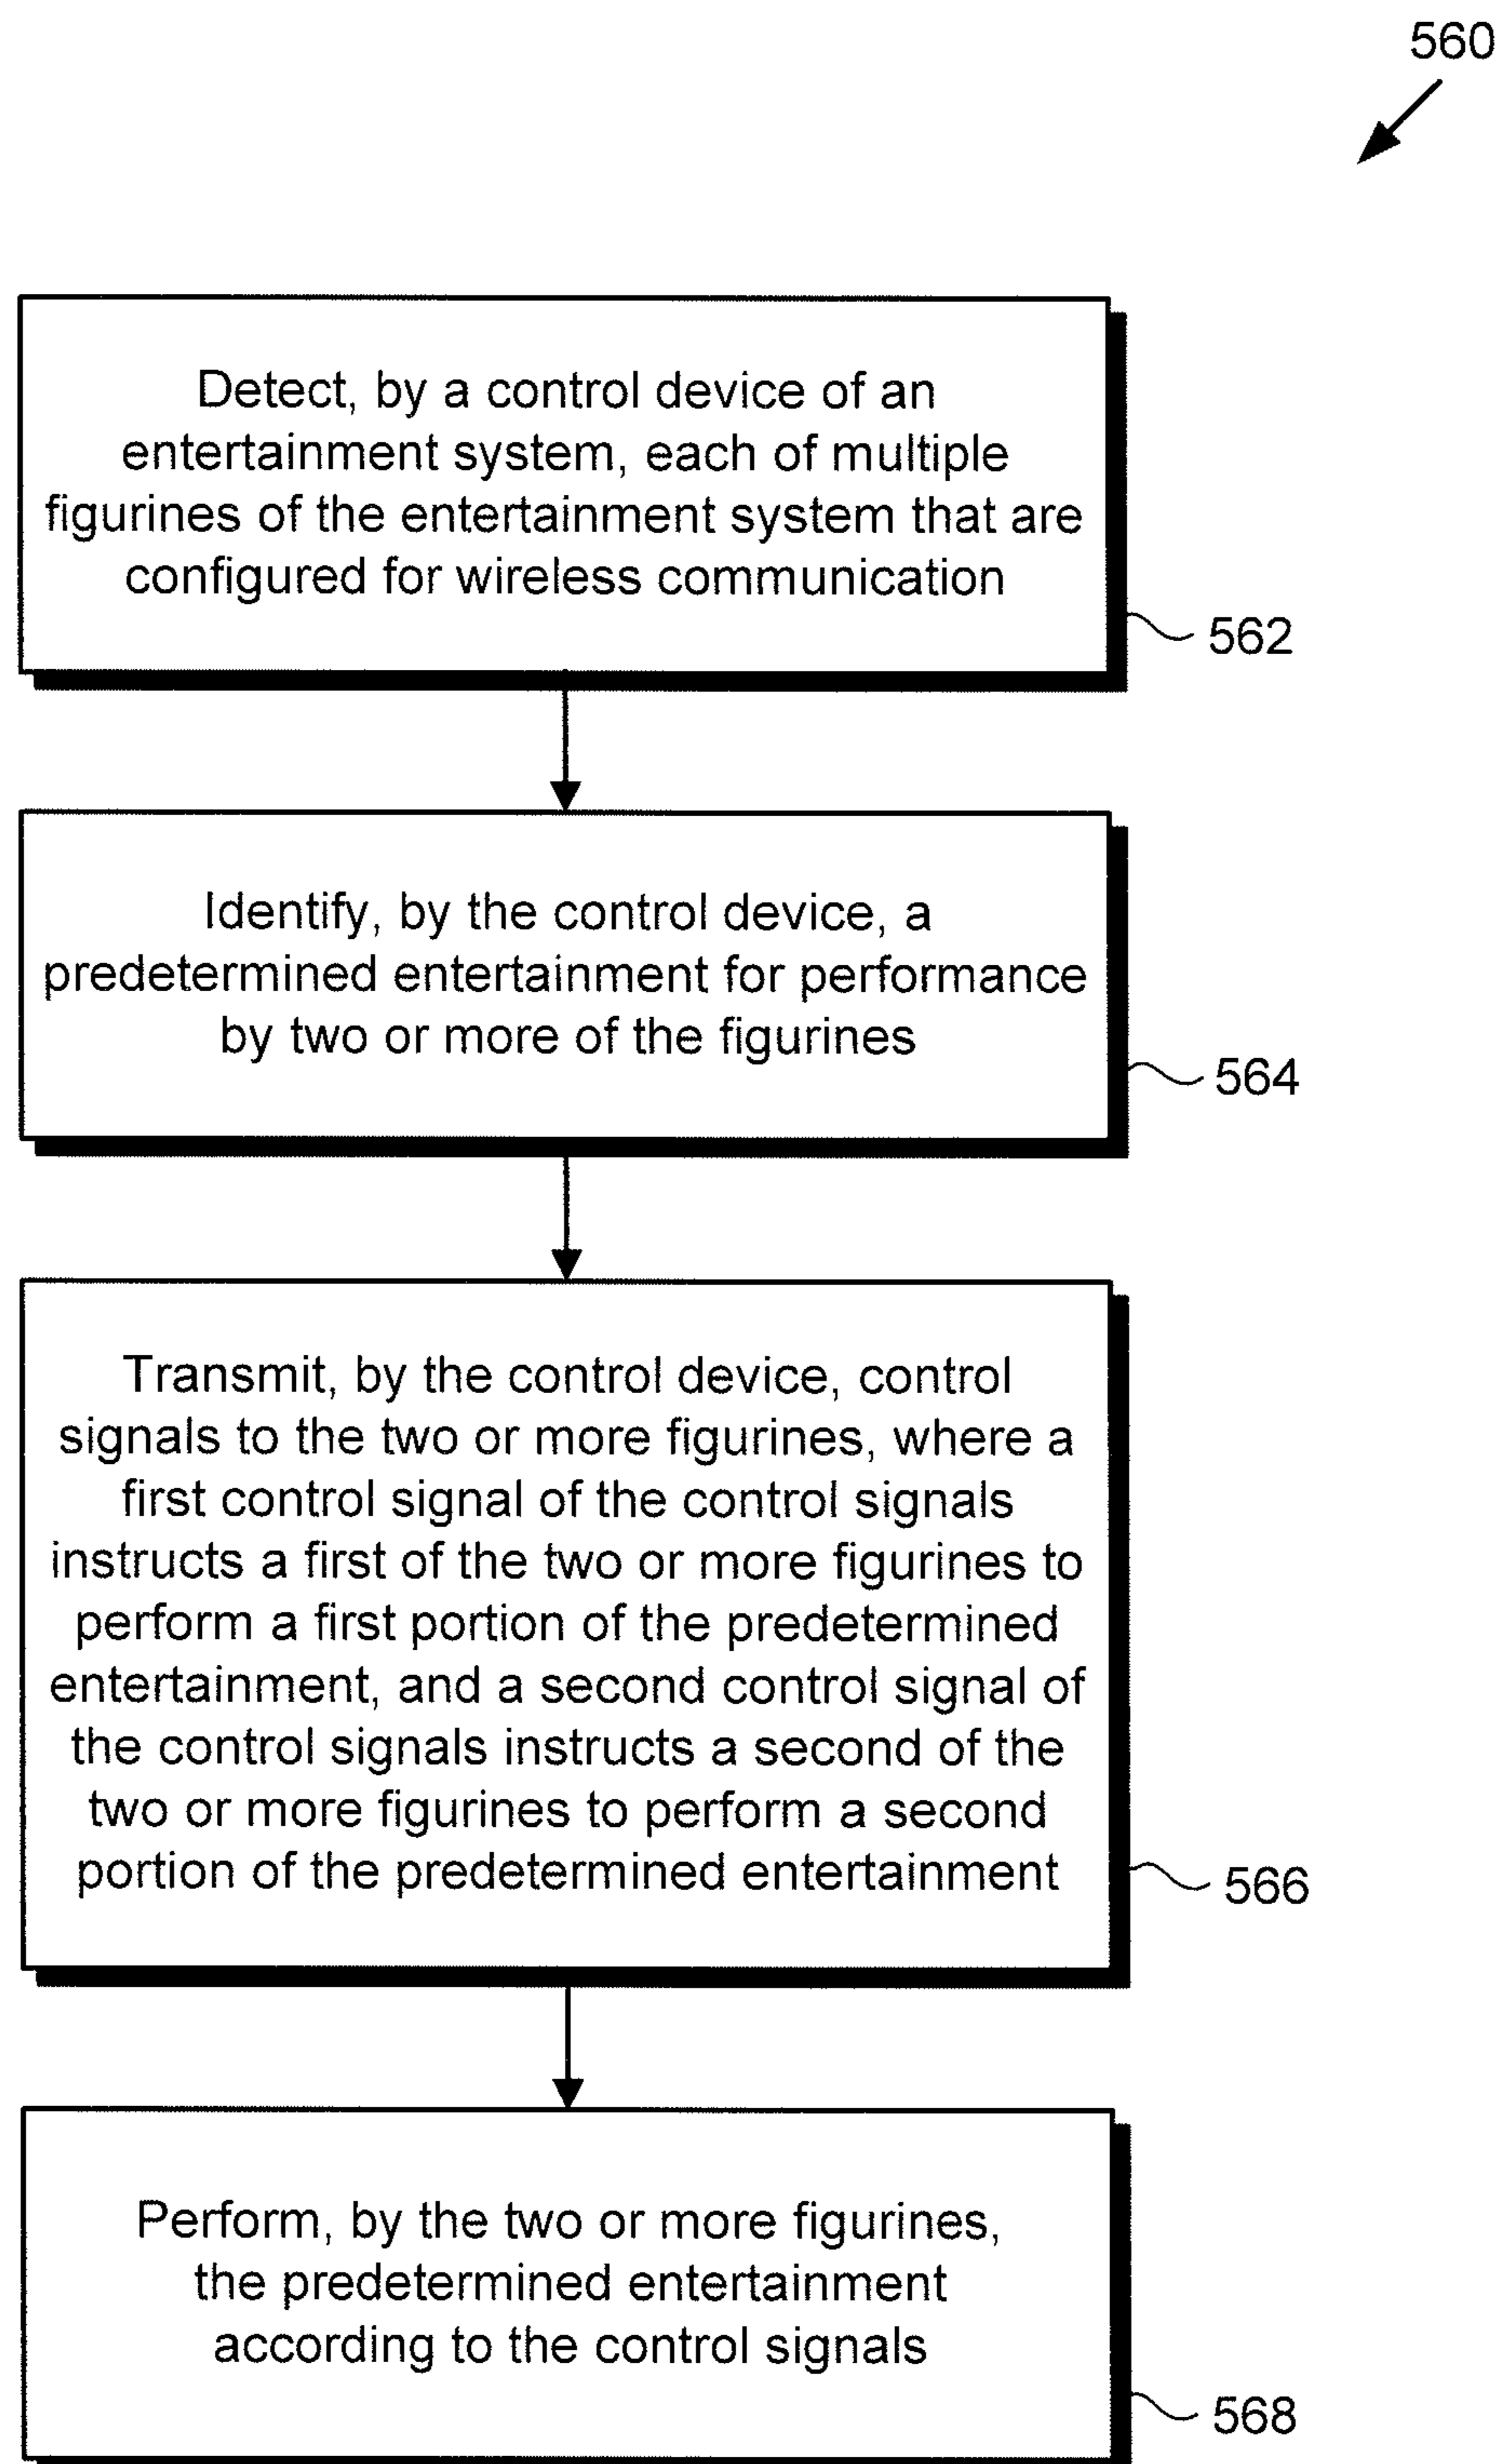 560
Detect, by a control device of an
entertainment system, each of multiple
figurines of the entertainment system that are
configured for wireless communication
562
Identify, by the control device, a
predetermined entertainment for performance
by two or more of the figurines
564
Transmit, by the control device, control
signals to the two or more figurines, where a
first control signal of the control signals
instructs a first of the two or more figurines to
perform a first portion of the predetermined
entertainment, and a second control signal of
the control signals instructs a second of the
two or more figurines to perform a second
portion of the predetermined entertainment
566
Perform, by the two or more figurines,
the predetermined entertainment
according to the control signals
568